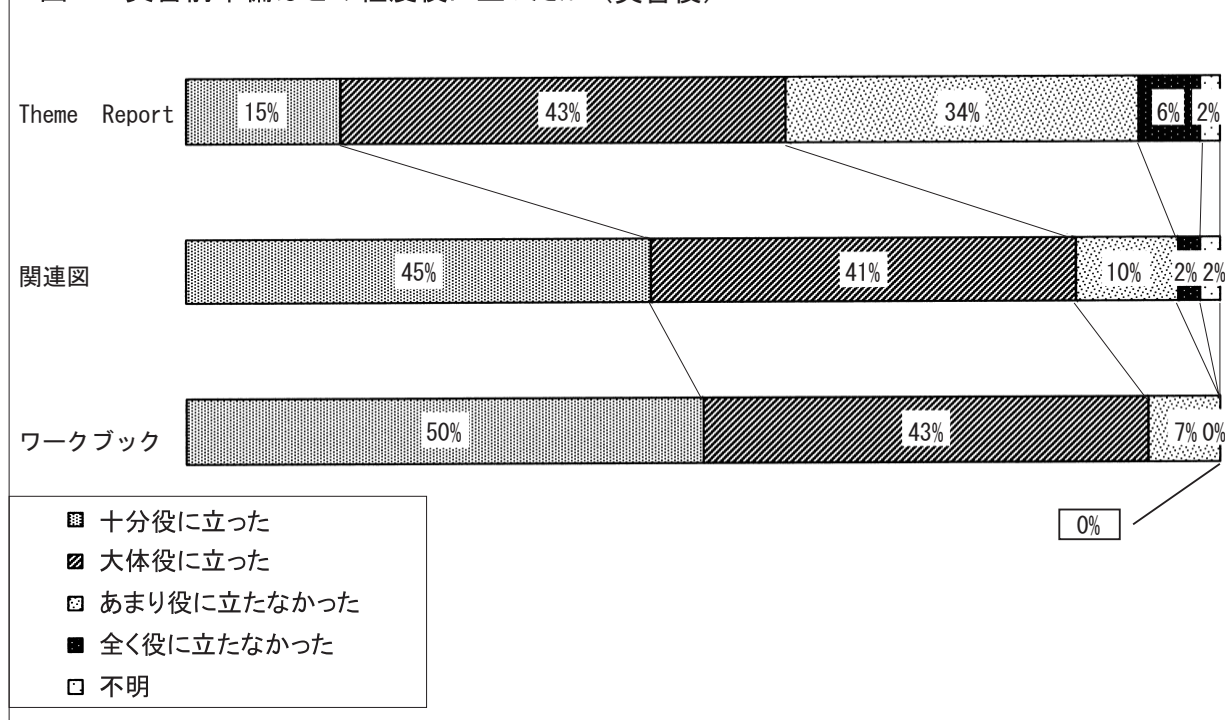 Theme Report
15%
43%
34%
6%
2%
関連図
45%
41%
10%
2%
2%
ワークブック
50%
43%
7%
0%
0%
十分役に立った
大体役に立った
あまり役に立たなかった
全く役に立たなかった
不明